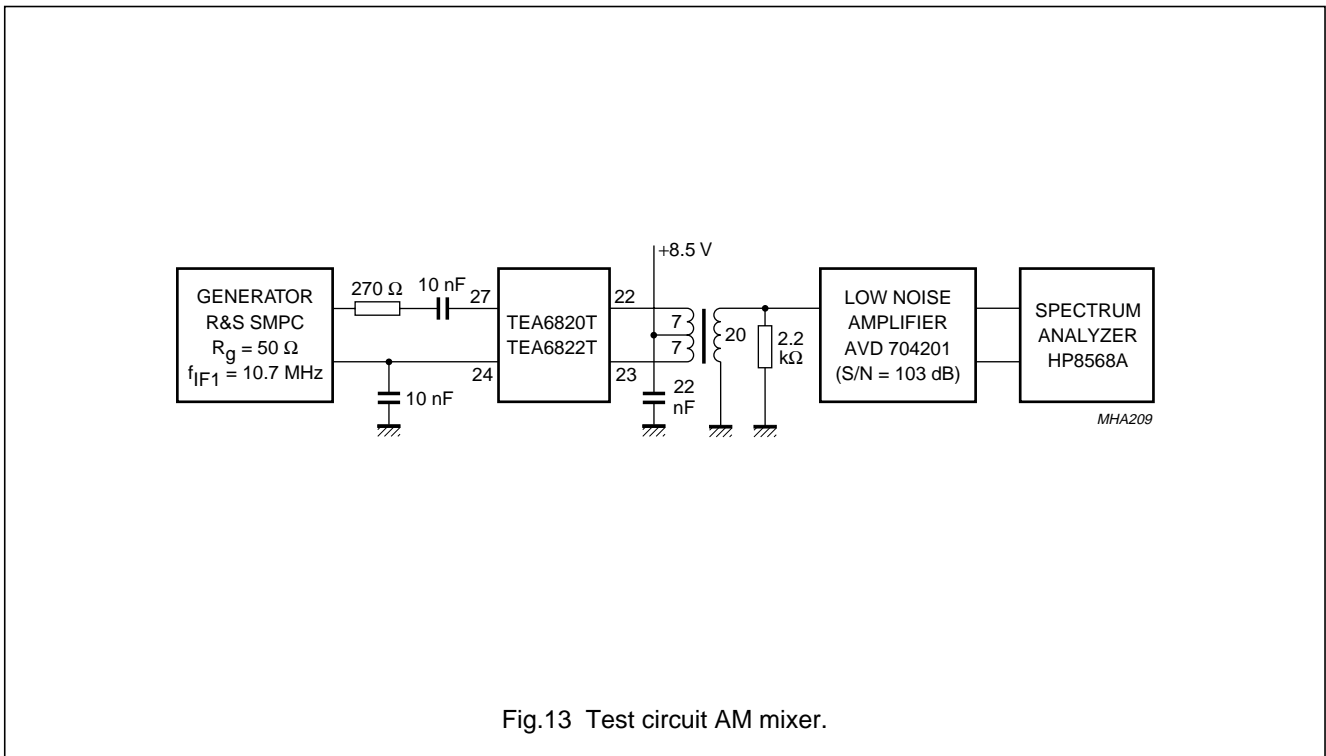 +8.5 V
GENERATOR
R&S SMPC
Rg = 50 Ω
fIF1 = 10.7 MHz
270 Ω
10 nF
27
24
10 nF
TEA6820T
TEA6822T
22
23
7
7
20
22
nF
2.2
kΩ
LOW NOISE
AMPLIFIER
AVD 704201
(S/N = 103 dB)
SPECTRUM
ANALYZER
HP8568A
MHA209
Fig.13 Test circuit AM mixer.